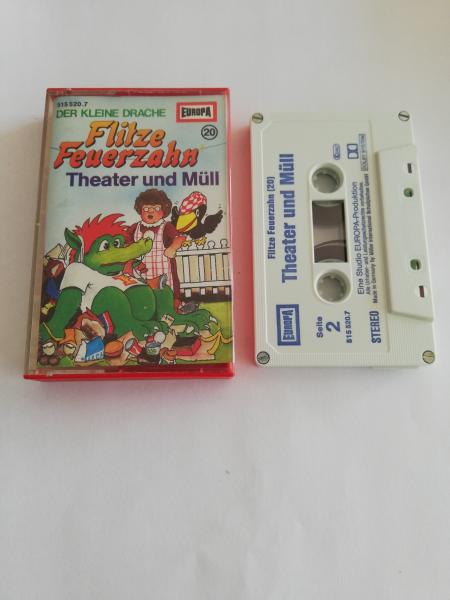 515 520.7
DER KLEINE DRACHE
EUROPA
Flitze
Feuerzahn
20
Theater und Müll
Flitze Feuerzahn (20)
Theater und Müll
EUROPA
Seite
2
515 520.7
Eine Studio EUROPA-Produktion
STEREO